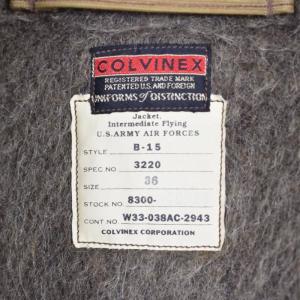 COLVINEX
REGISTERED TRADE MARK
PATENTED U.S. AND FOREIGN
UNIFORMS OF DISTINCTION
Jacket,
Intermediate Flying
U.S. ARMY AIR FORCES
STYLE B-15
SPEC NO. 3220
SIZE 36
STOCK NO. 8300-
CONT NO. W33-038AC-2943
COLVINEX CORPORATION